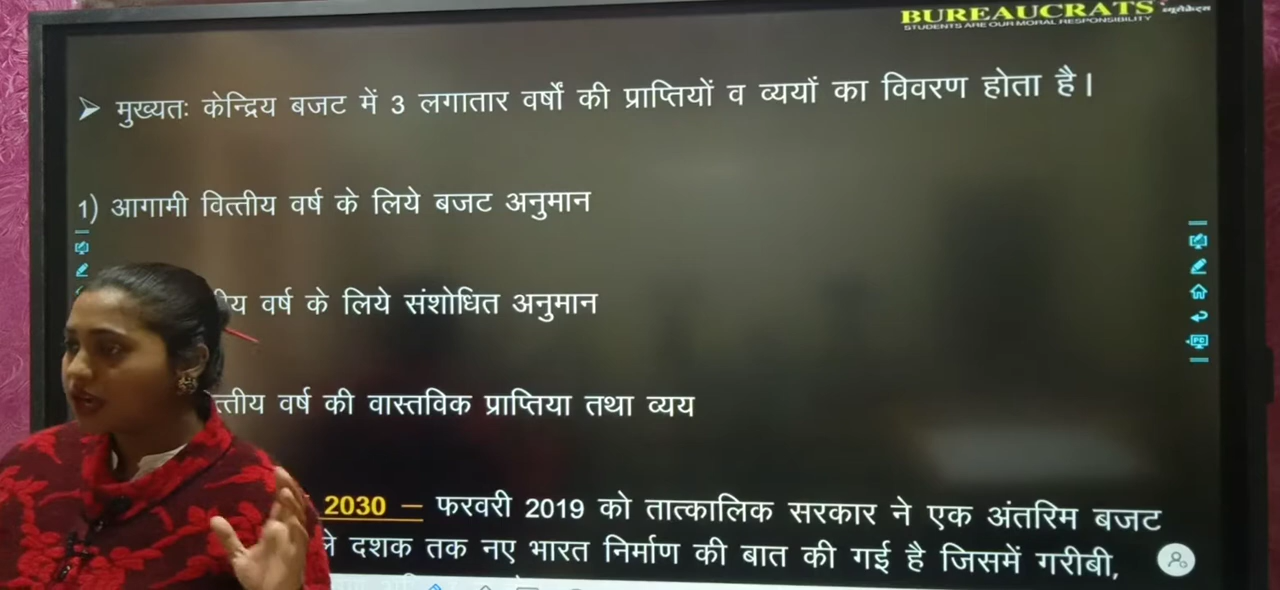 BUREAUCRATS ब्यूरोक्रेट्स
STUDENTS ARE OUR MORAL RESPONSIBILITY
➤ मुख्यतः केन्द्रिय बजट में 3 लगातार वर्षों की प्राप्तियों व व्ययों का विवरण होता है।
1) आगामी वित्तीय वर्ष के लिये बजट अनुमान
वर्ष के लिये संशोधित अनुमान
वर्ष की वास्तविक प्राप्तिया तथा व्यय
2030 – फरवरी 2019 को तात्कालिक सरकार ने एक अंतरिम बजट
दशक तक नए भारत निर्माण की बात की गई है जिसमें गरीबी,